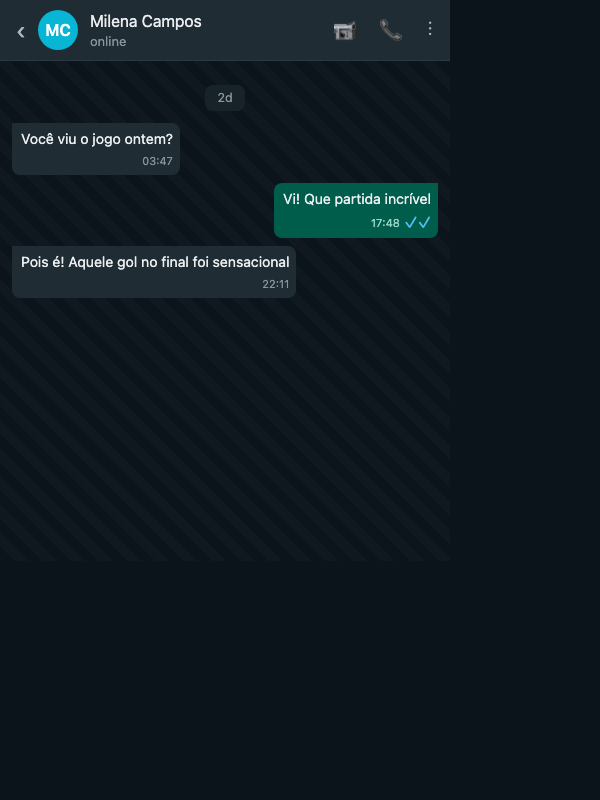 MC
Milena Campos
online
2d
Você viu o jogo ontem?
03:47
Vi! Que partida incrível
17:48
Pois é! Aquele gol no final foi sensacional
22:11